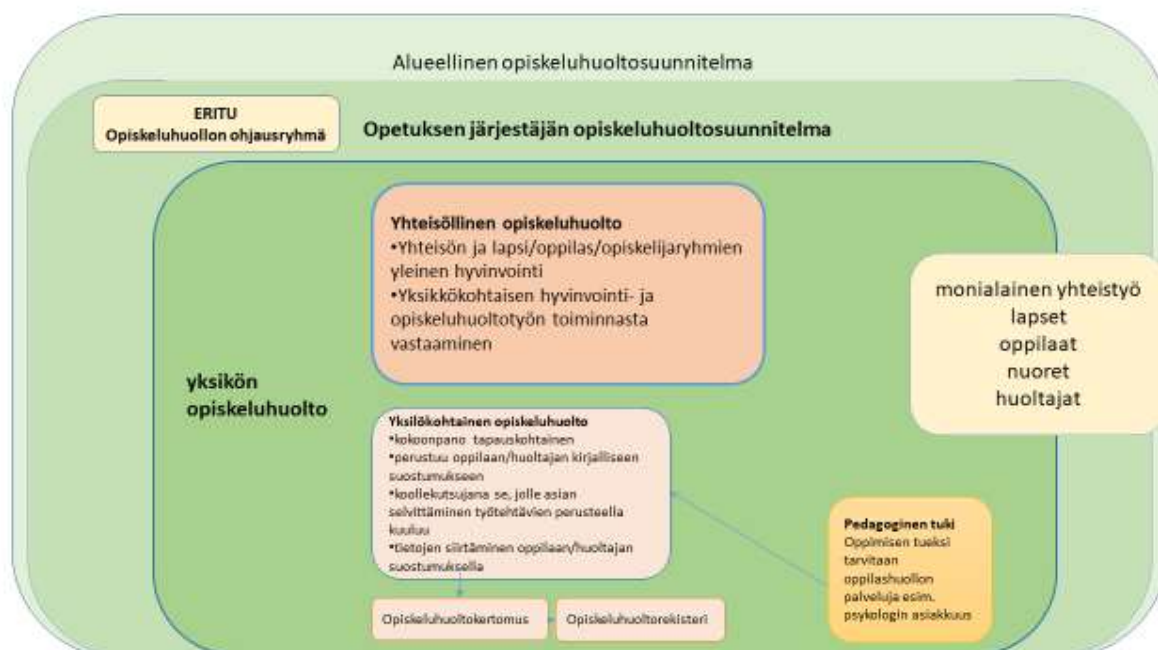 Alueellinen opiskeluhuoltosuunnitelma
ERITU
Opiskeluhuollon ohjausryhmä
Opetuksen järjestäjän opiskeluhuoltosuunnitelma
Yhteisöllinen opiskeluhuolto
•Yhteisön ja lapsi/oppilas/opiskelijaryhmien
yleinen hyvinvointi
•Yksikkökohtaisen hyvinvointi- ja
opiskeluhuoltotyön toiminnasta
vastaaminen
monialainen yhteistyö
lapset
oppilaat
nuoret
huoltajat
yksikön
opiskeluhuolto
Yksilökohtainen opiskeluhuolto
•kokoonpano tapauskohtainen
•perustuu oppilaan/huoltajan kirjalliseen
suostumukseen
•koollekutsujana se, jolle asian
selvittäminen työtehtävien perusteella
kuuluu
•tietojen siirtäminen oppilaan/huoltajan
suostumuksella
Pedagoginen tuki
Oppimisen tueksi
tarvitaan
oppilashuollon
palveluja esim.
psykologin asiakkuus
Opiskeluhuoltokertomus
Opiskeluhuoltorekisteri